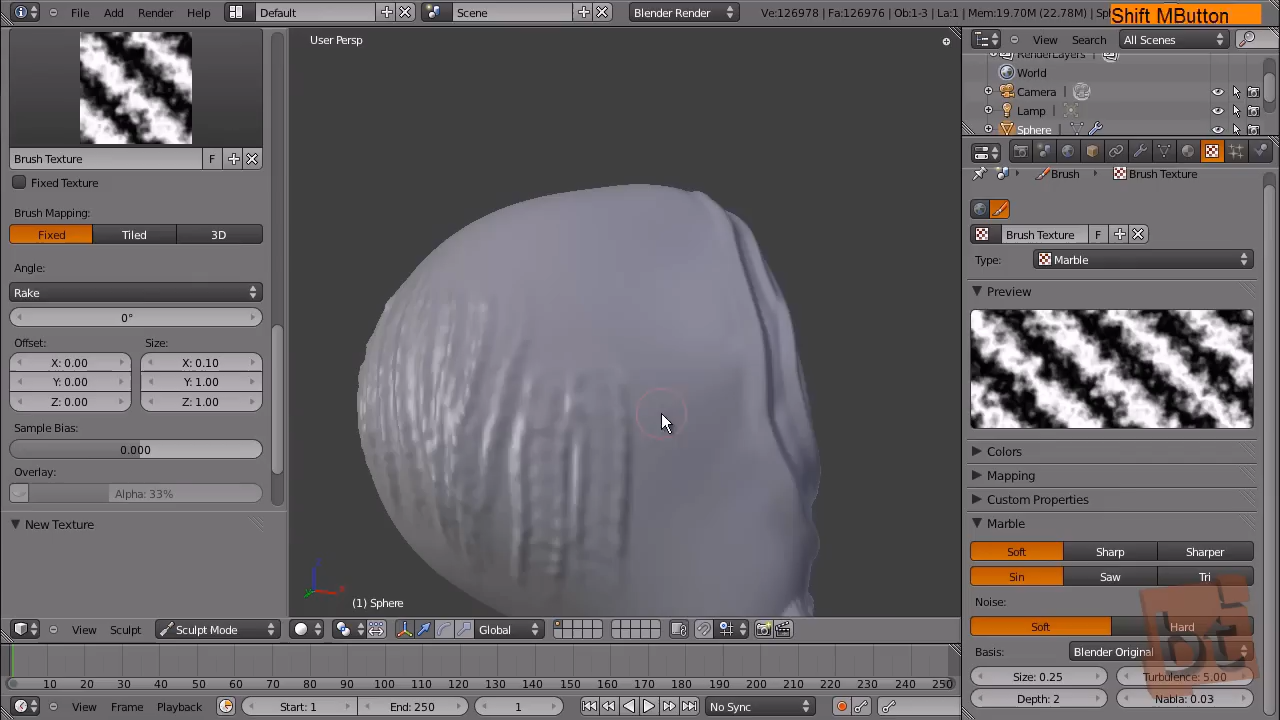 File Add Render Help Default Scene Blender Render Ve:126978 | Fa:126976 | Ob:1-3 | La:1 | Mem:19.70M (22.78M) | Sp
Shift MButton
User Persp
View Search All Scenes
RenderLayers
World
Camera
Lamp
Sphere
Brush Texture F
Fixed Texture
Brush Mapping:
Fixed Tiled 3D
Angle:
Rake
0°
Offset: Size:
X: 0.00 X: 0.10
Y: 0.00 Y: 1.00
Z: 0.00 Z: 1.00
Sample Bias:
0.000
Overlay:
Alpha: 33%
New Texture
(1) Sphere
Brush Brush Texture
Brush Texture F
Type: Marble
Preview
Colors
Mapping
Custom Properties
Marble
Soft Sharp Sharper
Sin Saw Tri
Noise:
Soft Hard
Basis: Blender Original
Size: 0.25 Turbulence: 5.00
Depth: 2 Nabla: 0.03
bt
View Sculpt Sculpt Mode Global
10 20 30 40 50 60 70 80 90 100 110 120 130 140 150 160 170 180 190 200 210 220 230 240 250
View Frame Playback Start: 1 End: 250 1 No Sync